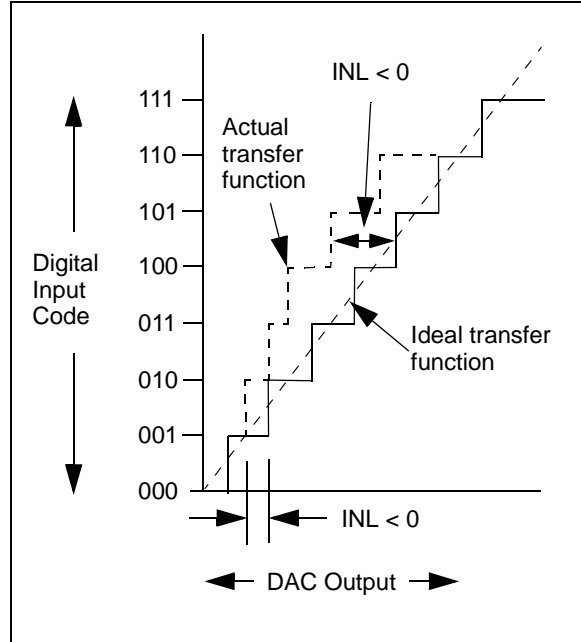 INL < 0
111
Actual
transfer
function
110
101
100
Digital
Input
Code
011
Ideal transfer
function
010
001
000
INL < 0
DAC Output